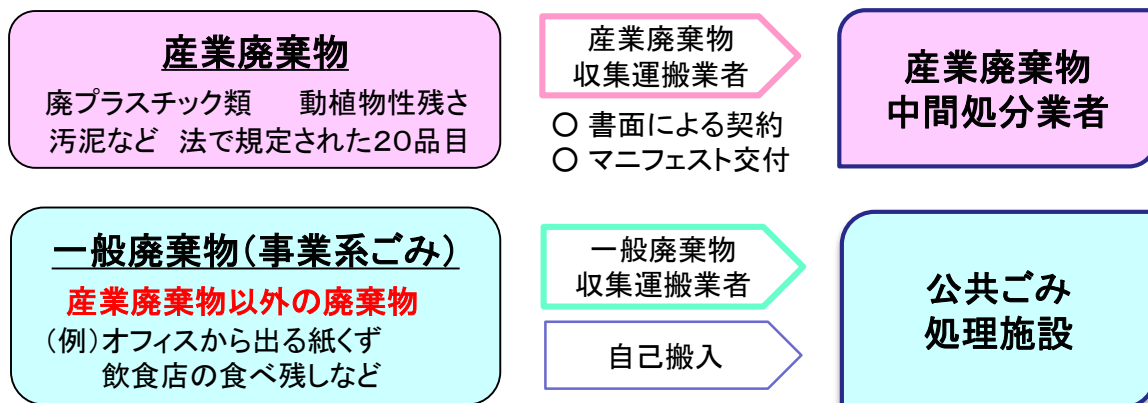 産業廃棄物
廃プラスチック類　動植物性残さ
汚泥など 法で規定された20品目
産業廃棄物
収集運搬業者
○ 書面による契約
○ マニフェスト交付
産業廃棄物
中間処分業者
一般廃棄物(事業系ごみ)
産業廃棄物以外の廃棄物
(例)オフィスから出る紙くず
飲食店の食べ残しなど
一般廃棄物
収集運搬業者
自己搬入
公共ごみ
処理施設